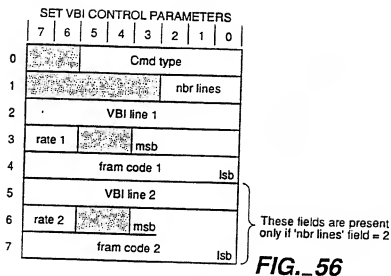 SET VBI CONTROL PARAMETERS
7 6 5 4 3 2 1 0
0 Cmd type
1 nbr lines
2 VBI line 1
3 rate 1 msb
4 fram code 1 lsb
5 VBI line 2
6 rate 2 msb
7 fram code 2 lsb
These fields are present
only if 'nbr lines' field = 2
FIG._56